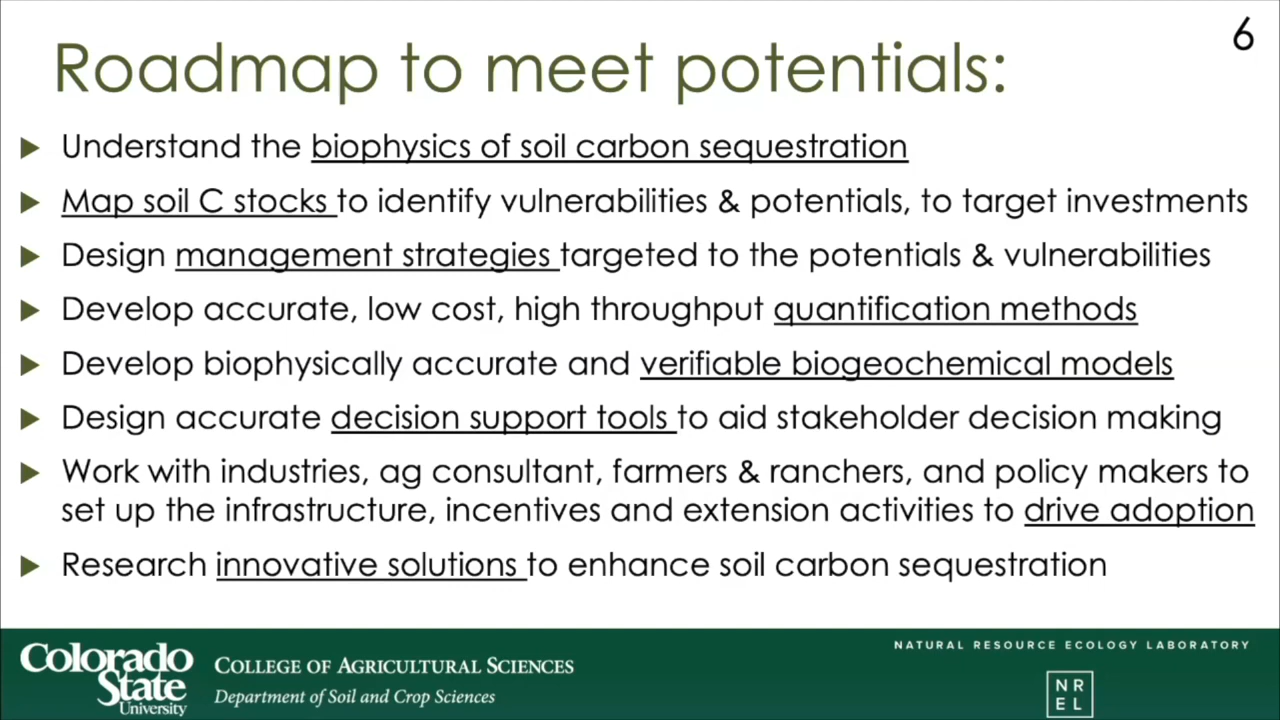 6
Roadmap to meet potentials:
Understand the biophysics of soil carbon sequestration
Map soil C stocks to identify vulnerabilities & potentials, to target investments
Design management strategies targeted to the potentials & vulnerabilities
Develop accurate, low cost, high throughput quantification methods
Develop biophysically accurate and verifiable biogeochemical models
Design accurate decision support tools to aid stakeholder decision making
Work with industries, ag consultant, farmers & ranchers, and policy makers to
set up the infrastructure, incentives and extension activities to drive adoption
Research innovative solutions to enhance soil carbon sequestration
Colorado
State
University
COLLEGE OF AGRICULTURAL SCIENCES
Department of Soil and Crop Sciences
NATURAL RESOURCE ECOLOGY LABORATORY
NR
EL